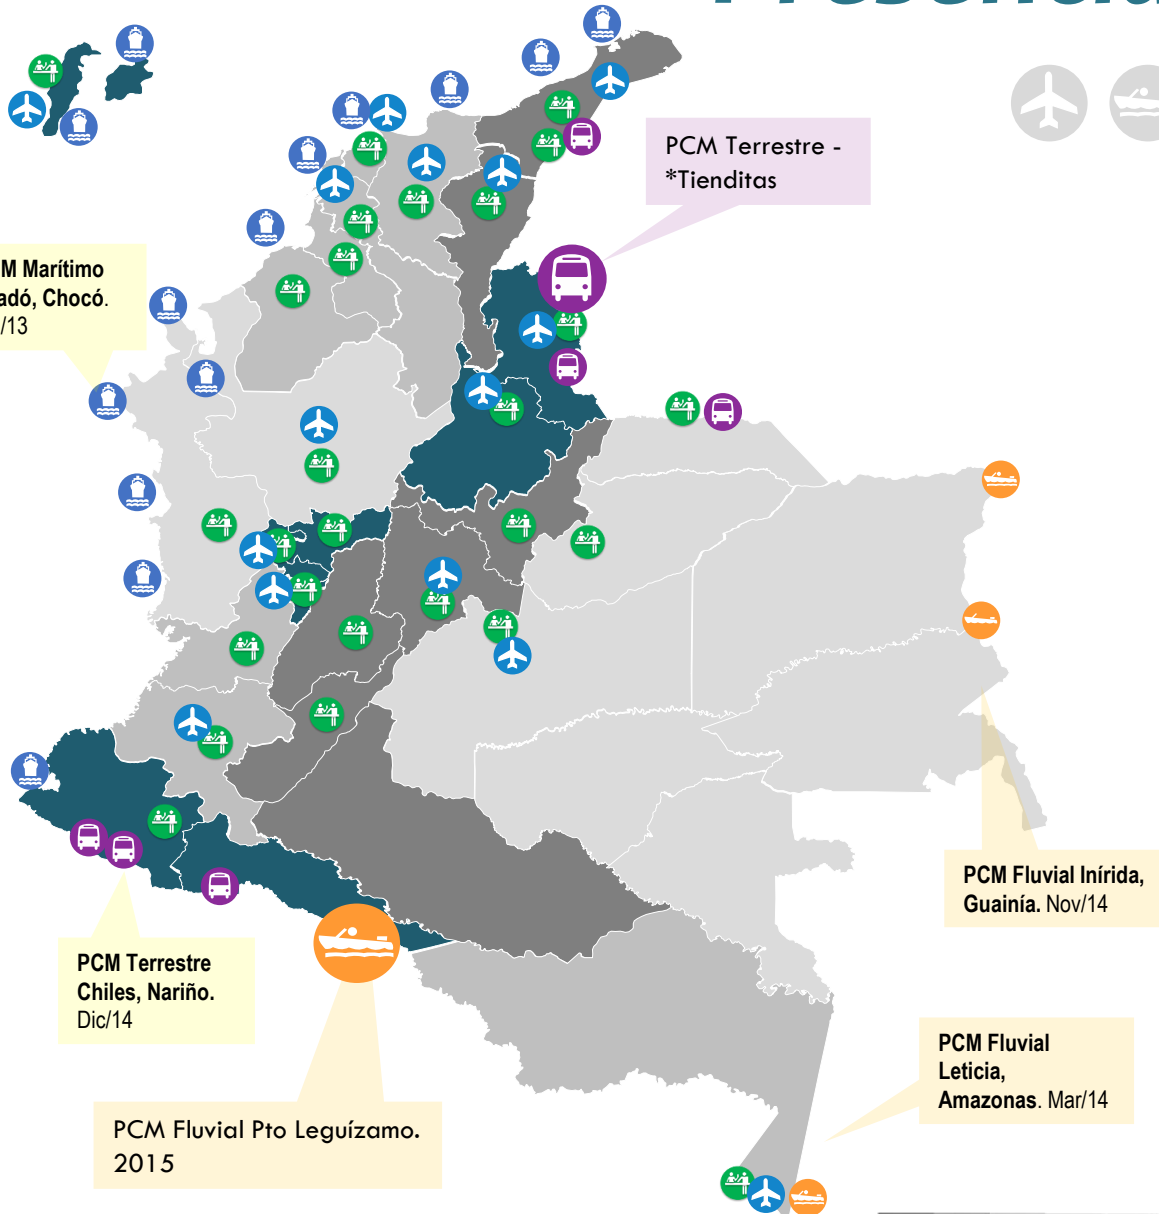 PCM Terrestre -
*Tienditas
Marítimo
Chocó.
/13
PCM Fluvial Inírida,
Guainía. Nov/14
PCM Terrestre
Chiles, Nariño.
Dic/14
PCM Fluvial
Leticia,
Amazonas. Mar/14
PCM Fluvial Pto Leguízamo.
2015